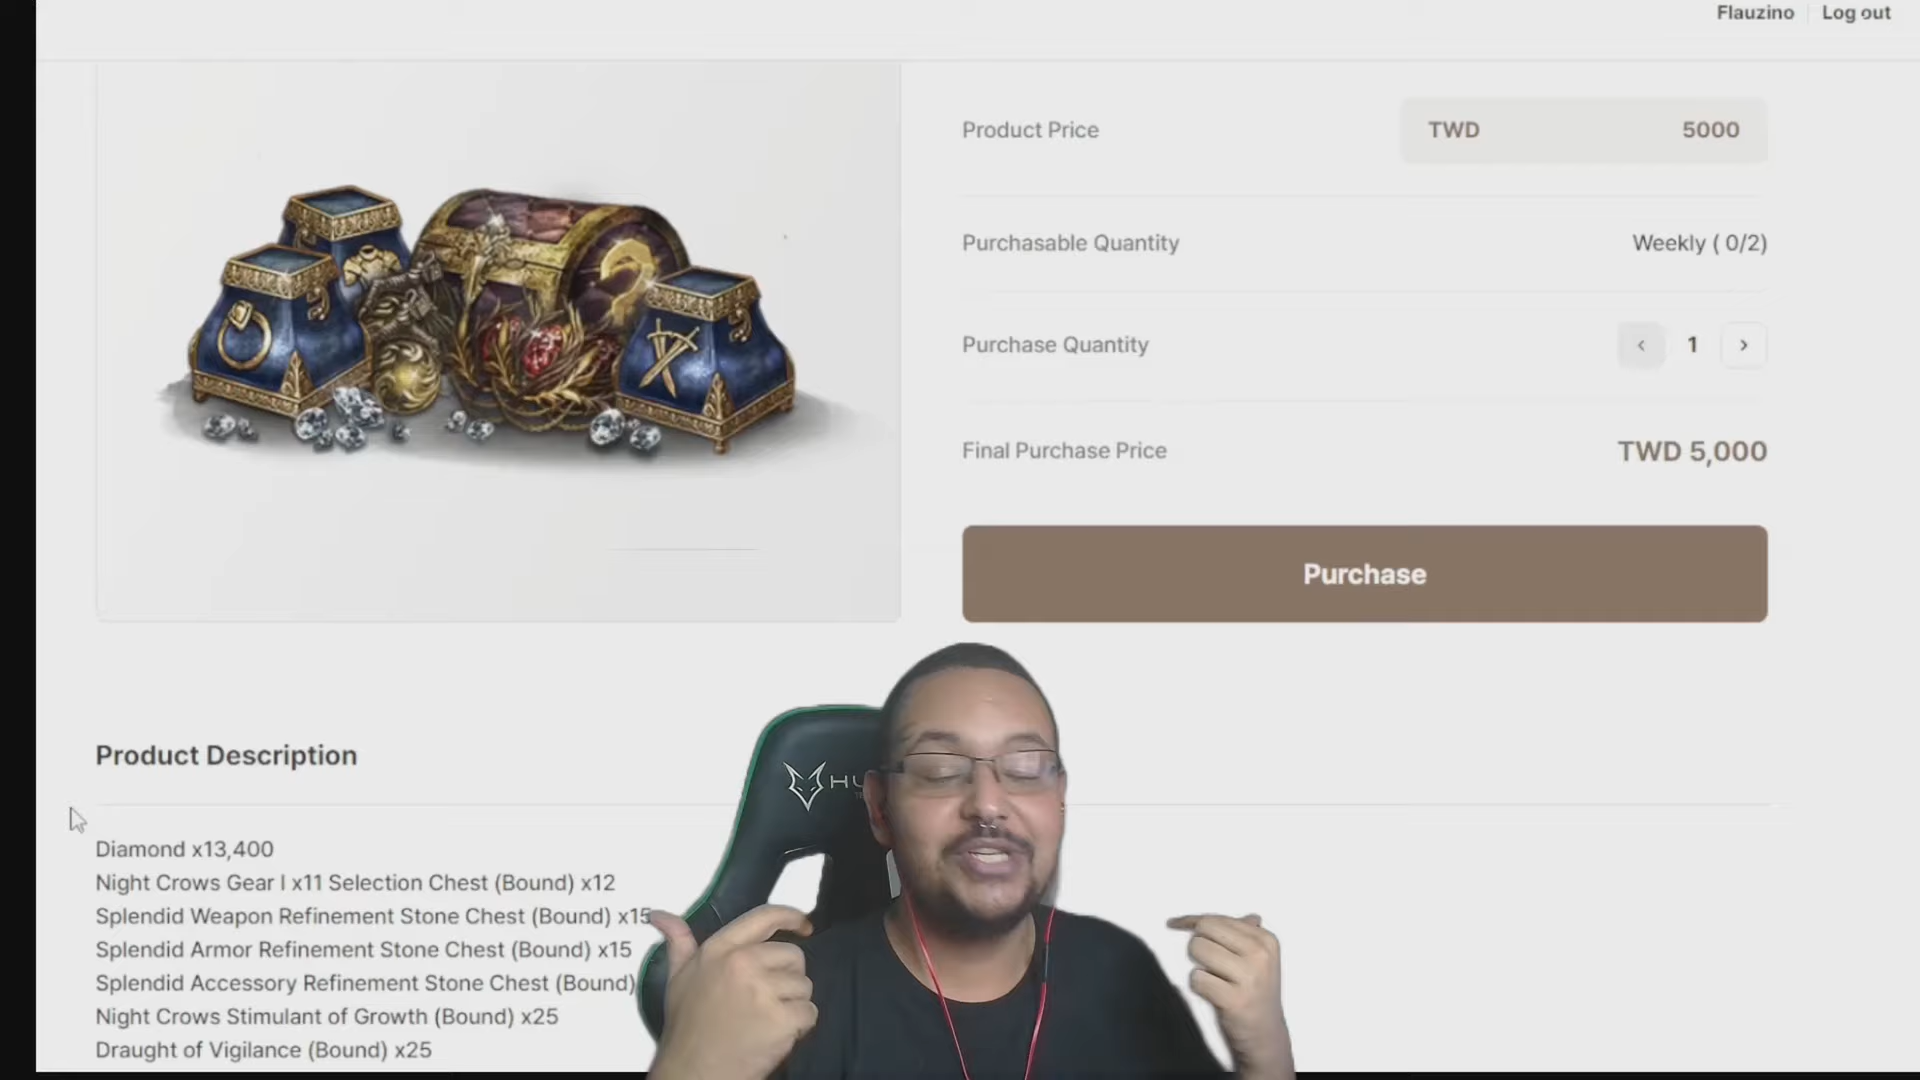 Flauzino
Log out
Product Price
TWD 5000
Purchasable Quantity
Weekly ( 0/2)
Purchase Quantity
1
Final Purchase Price
TWD 5,000
Purchase
Product Description
Diamond x13,400
Night Crows Gear I x11 Selection Chest (Bound) x12
Splendid Weapon Refinement Stone Chest (Bound) x15
Splendid Armor Refinement Stone Chest (Bound) x15
Splendid Accessory Refinement Stone Chest (Bound)
Night Crows Stimulant of Growth (Bound) x25
Draught of Vigilance (Bound) x25